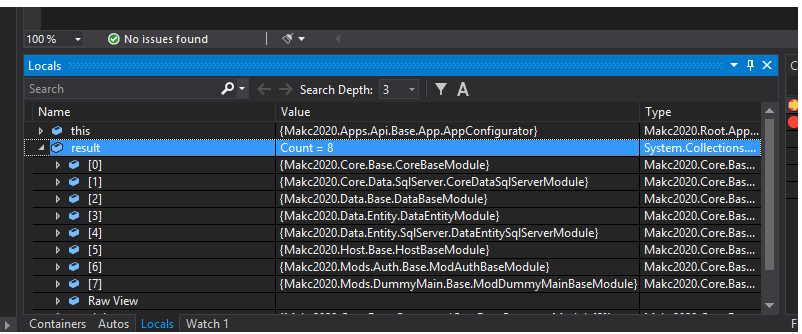 100 % No issues found
Locals C
Search Search Depth: 3 A
Name Value Type
this {Makc2020.Apps.Api.Base.App.AppConfigurator} Makc2020.Root.App...
result Count = 8 System.Collections....
[0] {Makc2020.Core.Base.CoreBaseModule} Makc2020.Core.Bas...
[1] {Makc2020.Core.Data.SqlServer.CoreDataSqlServerModule} Makc2020.Core.Bas...
[2] {Makc2020.Data.Base.DataBaseModule} Makc2020.Core.Bas...
[3] {Makc2020.Data.Entity.DataEntityModule} Makc2020.Core.Bas...
[4] {Makc2020.Data.Entity.SqlServer.DataEntitySqlServerModule} Makc2020.Core.Bas...
[5] {Makc2020.Host.Base.HostBaseModule} Makc2020.Core.Bas...
[6] {Makc2020.Mods.Auth.Base.ModAuthBaseModule} Makc2020.Core.Bas...
[7] {Makc2020.Mods.DummyMain.Base.ModDummyMainBaseModule} Makc2020.Core.Bas...
Raw View
Containers Autos Locals Watch 1 F